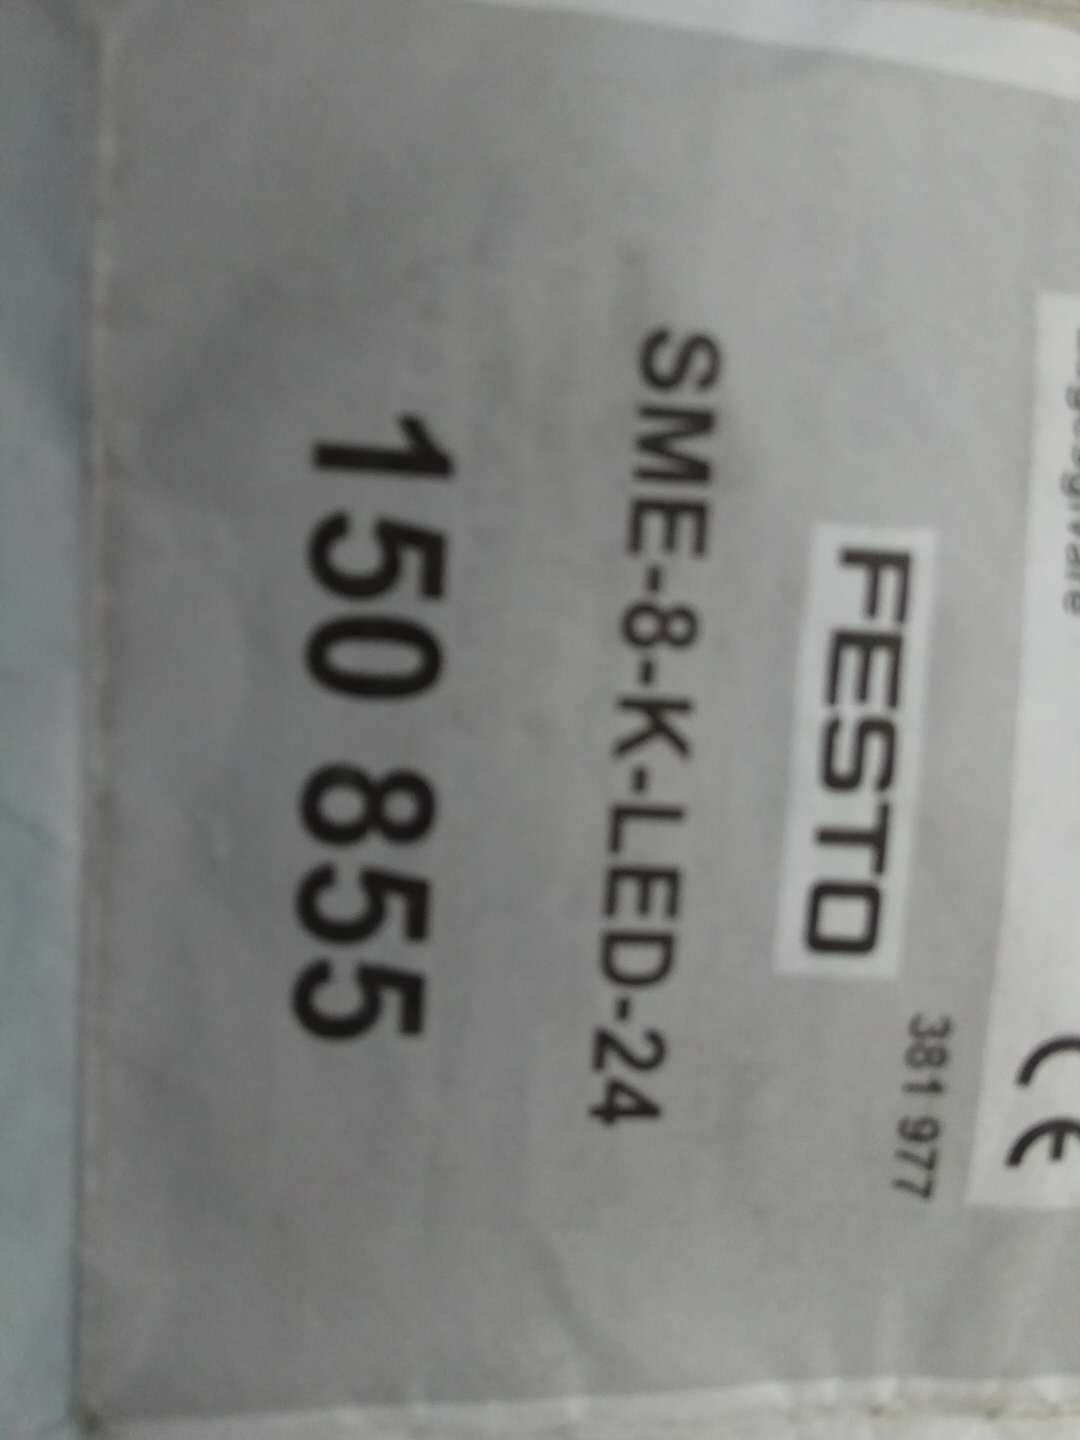 381 977
FESTO
SME-8-K-LED-24
150 855